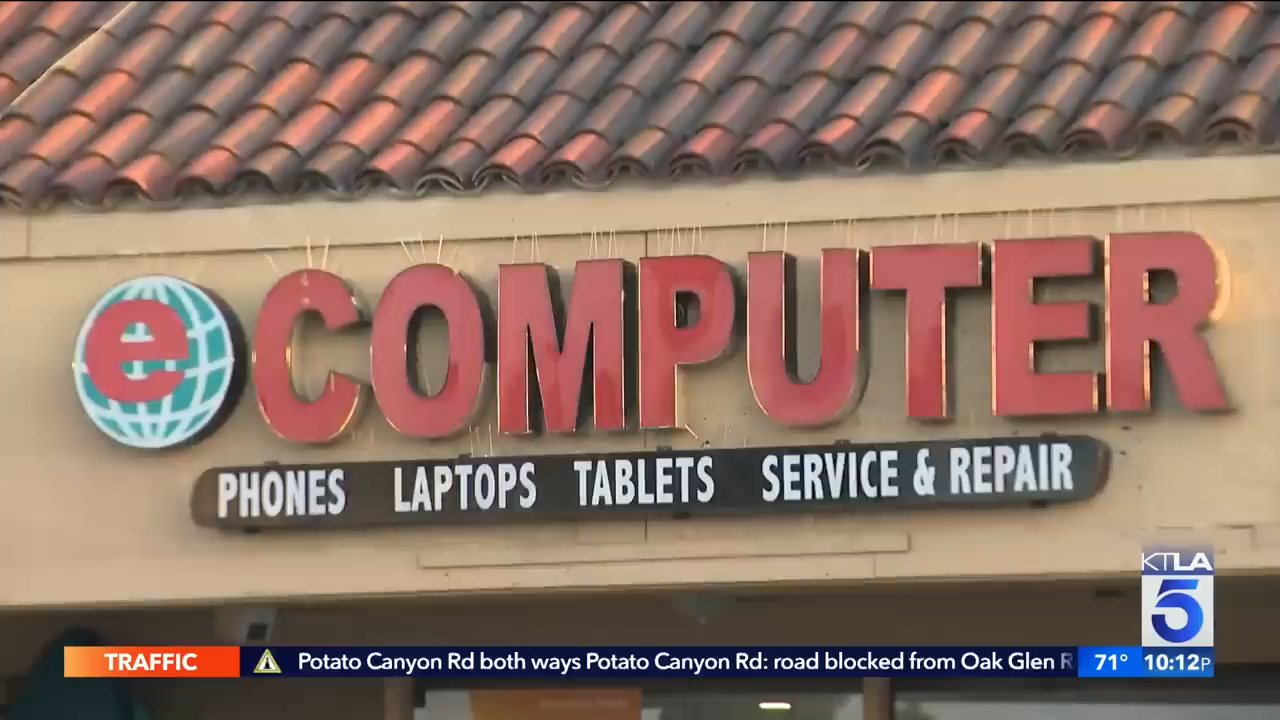 e COMPUTER
PHONES LAPTOPS TABLETS SERVICE & REPAIR
KTLA
5
TRAFFIC Potato Canyon Rd both ways Potato Canyon Rd: road blocked from Oak Glen R 71° 10:12P